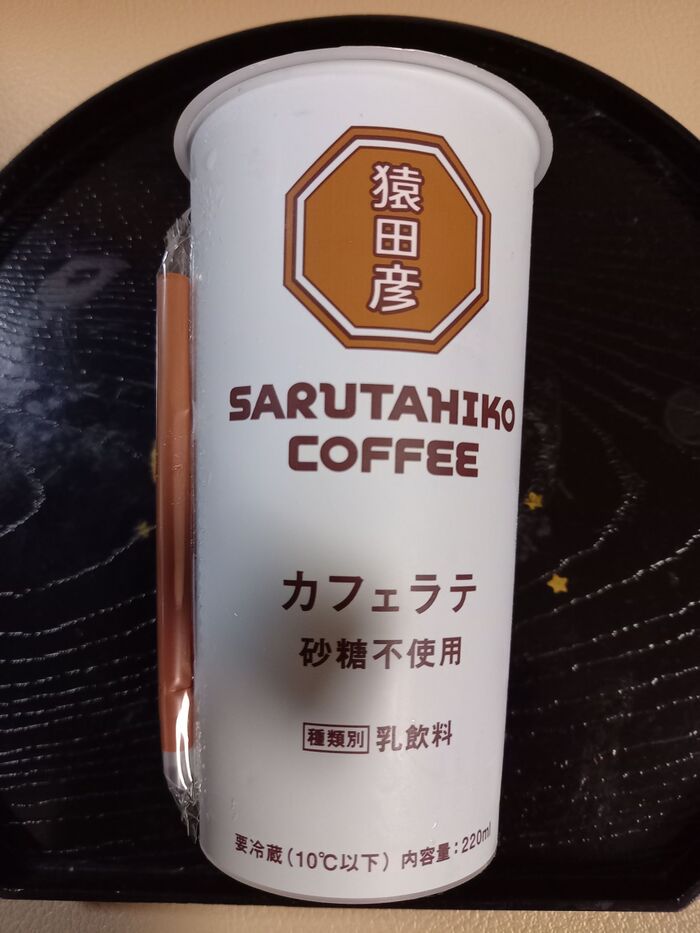 猿田彦
SARUTAHIKO
COFFEE
カフェラテ
砂糖不使用
種類別 乳飲料
要冷蔵(10℃以下) 内容量:220ml